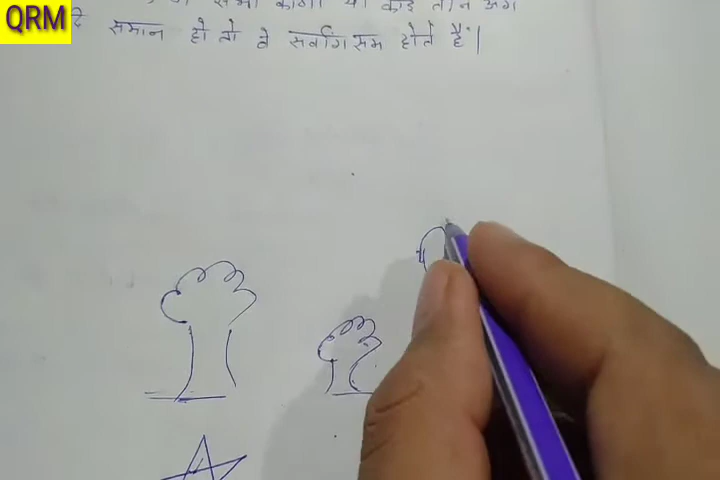 QRM
सभी कोणों या कोई तीन अंग
समान हो तो वे सर्वांगसम होते हैं।